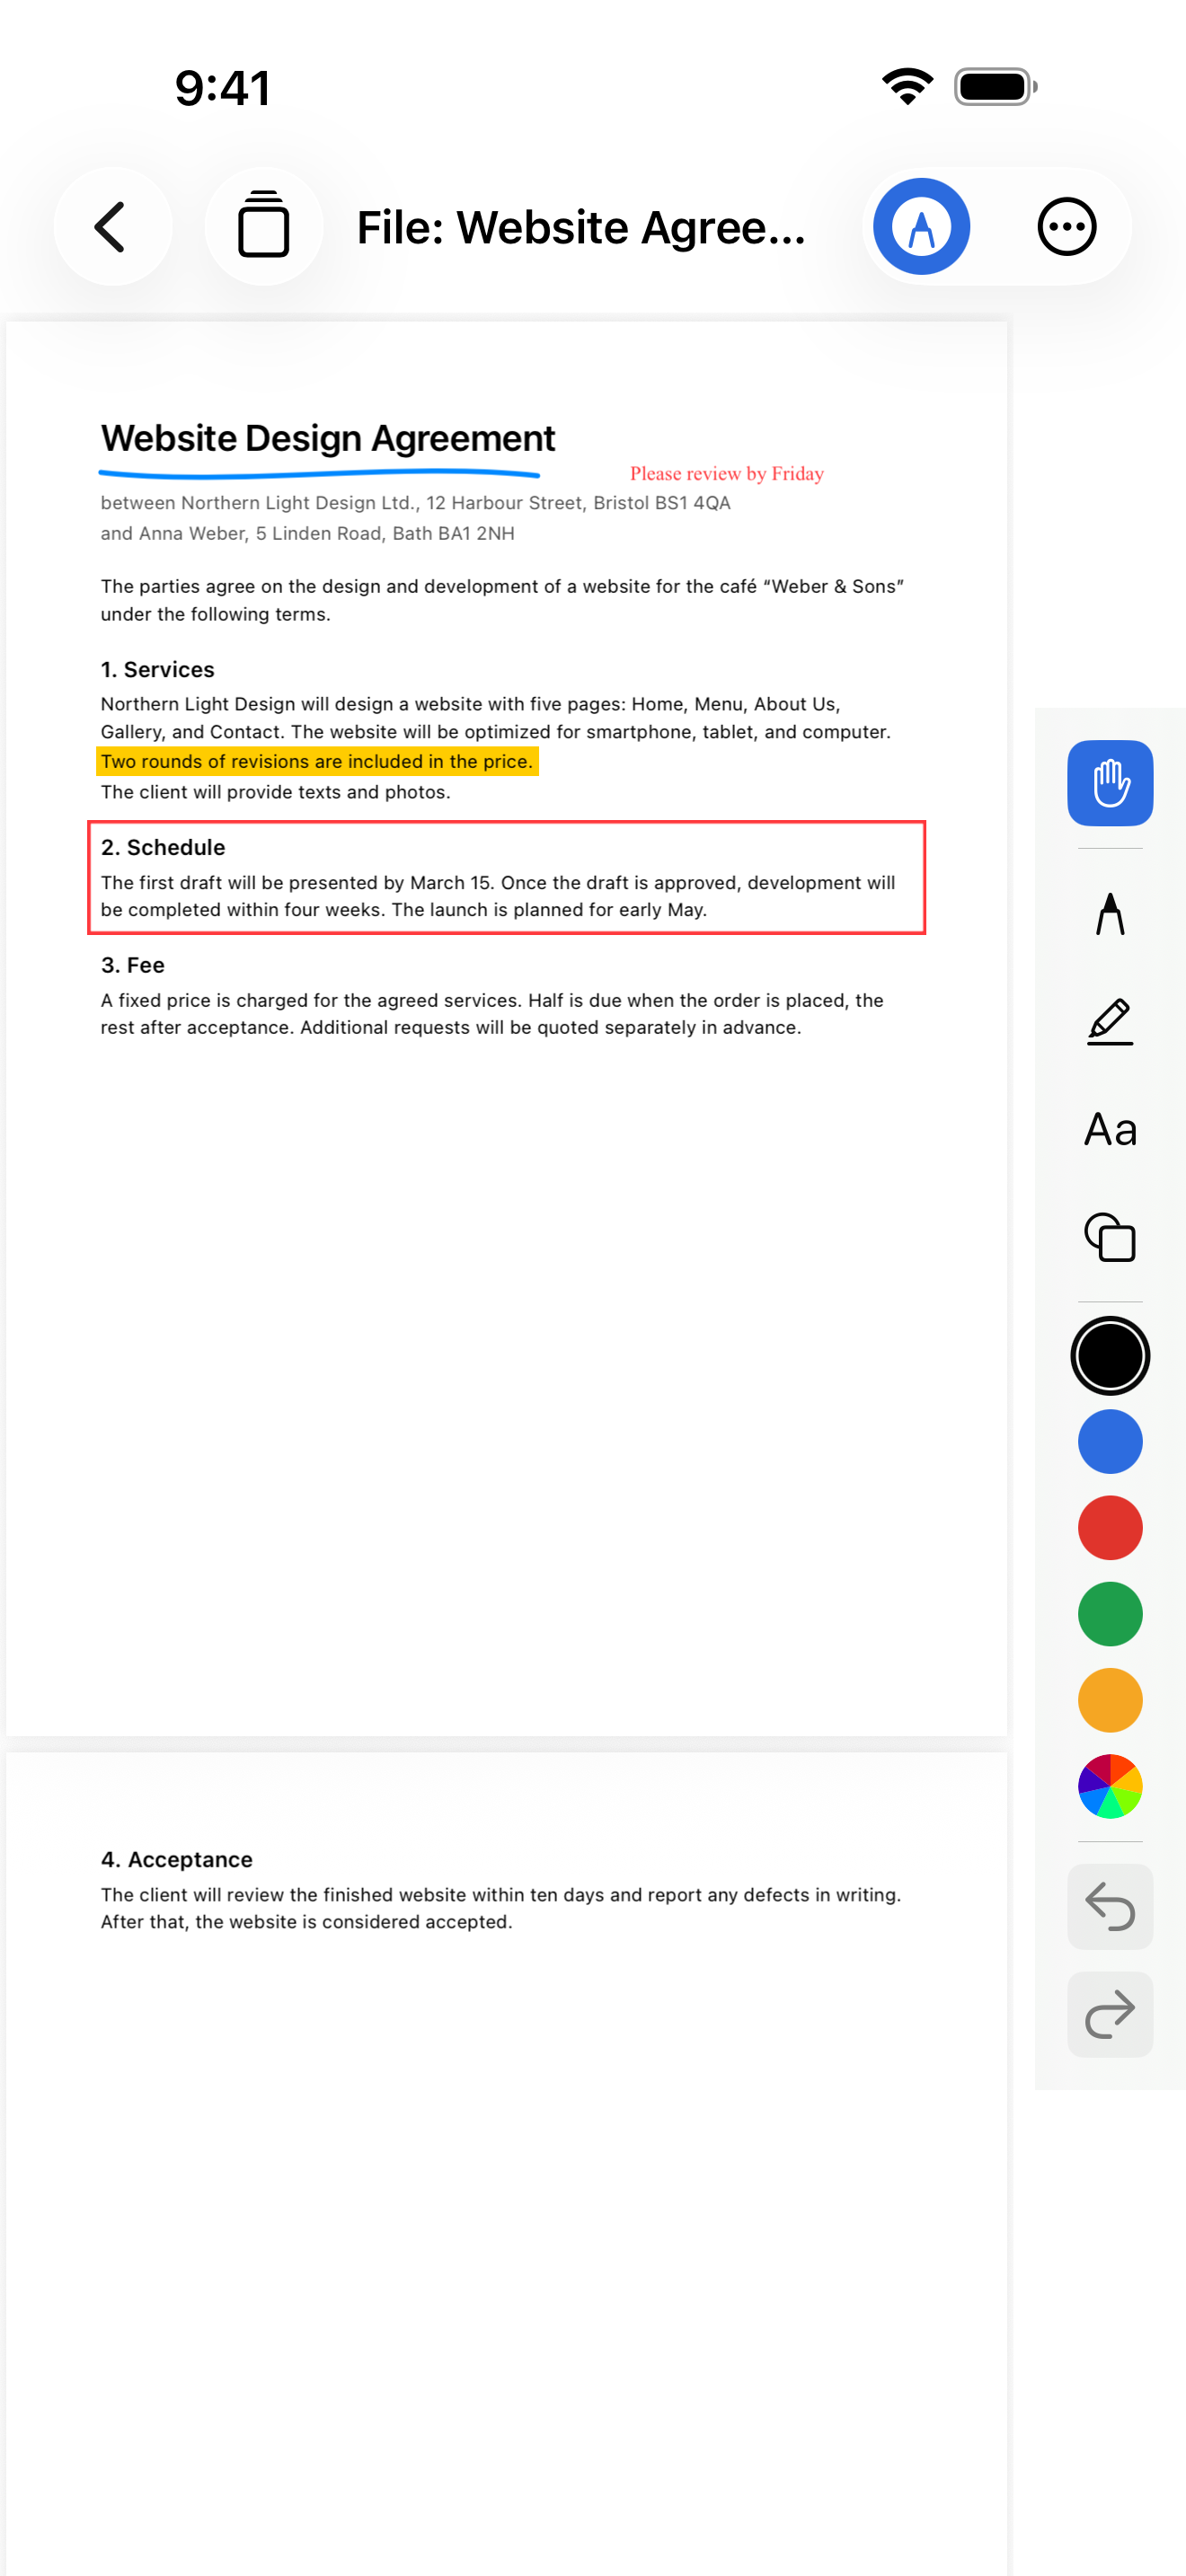 9:41
File: Website Agree...
Website Design Agreement
Please review by Friday
between Northern Light Design Ltd., 12 Harbour Street, Bristol BS1 4QA
and Anna Weber, 5 Linden Road, Bath BA1 2NH
The parties agree on the design and development of a website for the café “Weber & Sons”
under the following terms.
1. Services
Northern Light Design will design a website with five pages: Home, Menu, About Us,
Gallery, and Contact. The website will be optimized for smartphone, tablet, and computer.
Two rounds of revisions are included in the price.
The client will provide texts and photos.
2. Schedule
The first draft will be presented by March 15. Once the draft is approved, development will
be completed within four weeks. The launch is planned for early May.
3. Fee
A fixed price is charged for the agreed services. Half is due when the order is placed, the
rest after acceptance. Additional requests will be quoted separately in advance.
Aa
4. Acceptance
The client will review the finished website within ten days and report any defects in writing.
After that, the website is considered accepted.